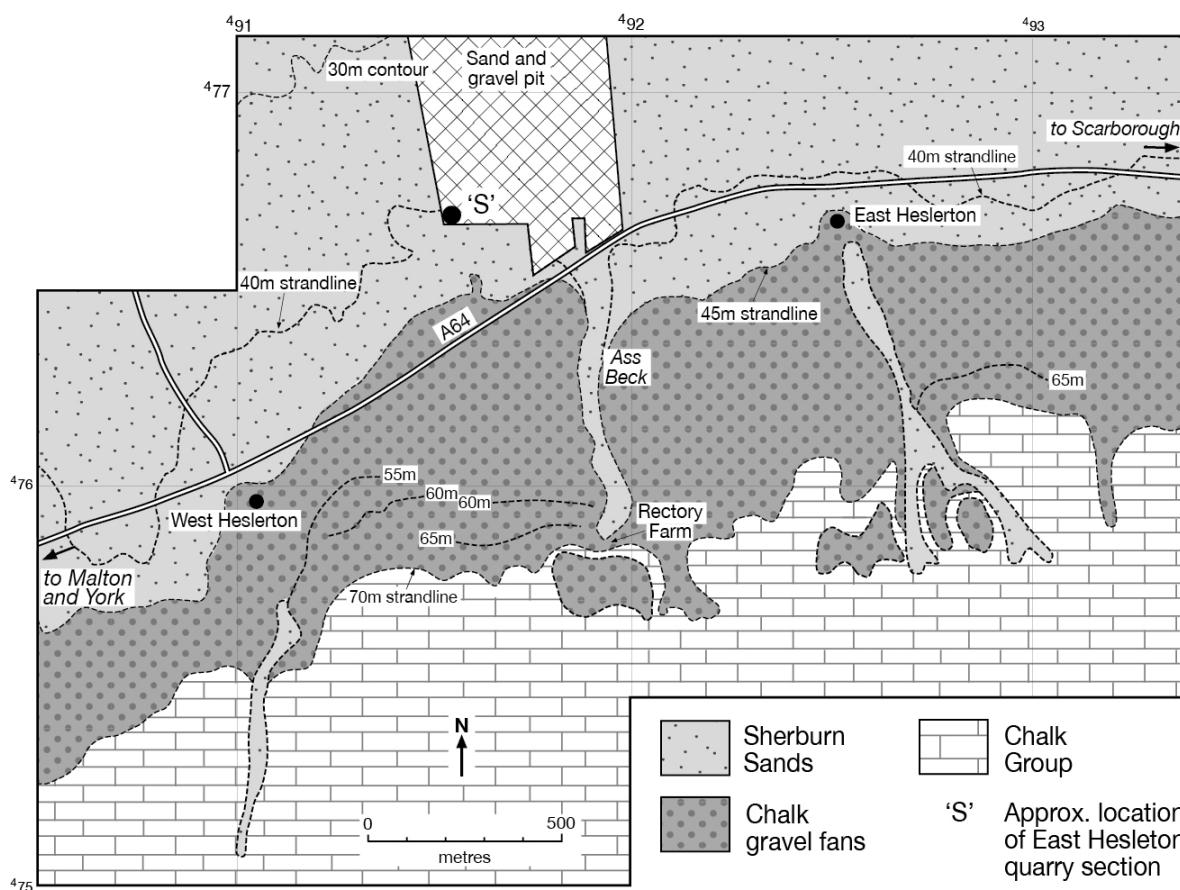 ⁴91
⁴92
⁴93
30m contour
Sand and
gravel pit
⁴77
to Scarborough
40m strandline
'S'
East Heslerton
40m strandline
45m strandline
A64
Ass
Beck
65m
55m
⁴76
60m
60m
West Heslerton
Rectory
Farm
65m
to Malton
and York
70m strandline
N
0
500
metres
Sherburn
Sands
Chalk
Group
Chalk
gravel fans
'S'
Approx. location
of East Hesleton
quarry section
⁴75